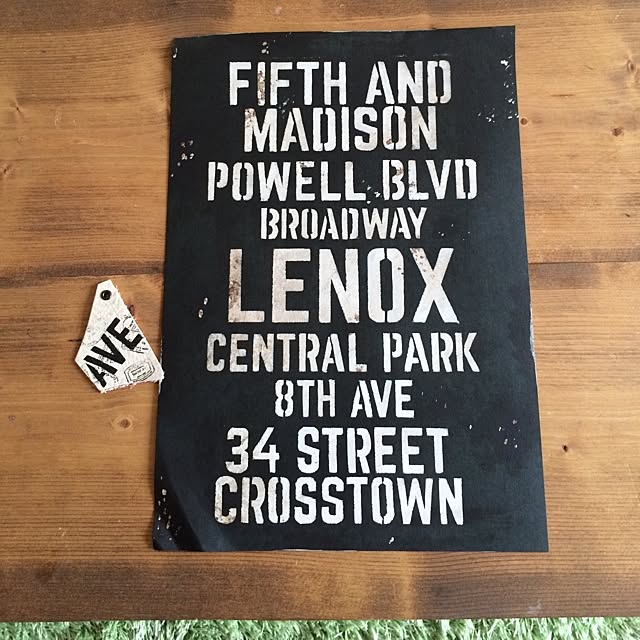 FIFTH AND
MADISON
POWELL BLVD
BROADWAY
LENOX
CENTRAL PARK
8TH AVE
34 STREET
CROSSTOWN
AVE